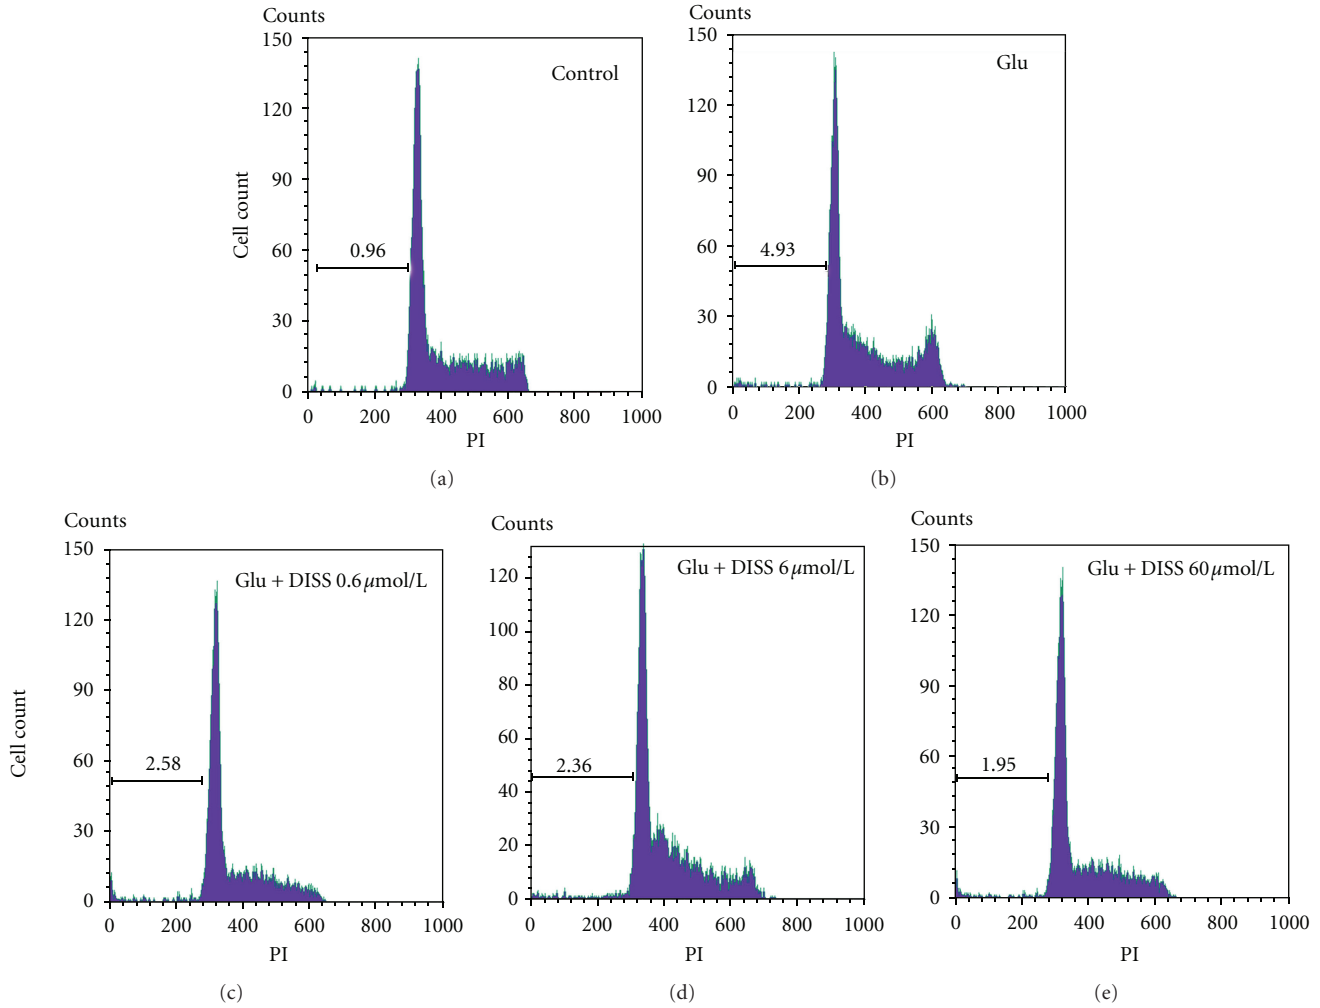 Counts
150
120
90
60
30
0
Cell count
Control
0.96
0 200 400 600 800 1000
PI
(a)
Counts
150
120
90
60
30
0
Glu
4.93
0 200 400 600 800 1000
PI
(b)
Counts
150
120
90
60
30
0
Cell count
Glu + DISS 0.6 μmol/L
2.58
0 200 400 600 800 1000
PI
(c)
Counts
120
100
80
60
40
20
0
Glu + DISS 6 μmol/L
2.36
0 200 400 600 800 1000
PI
(d)
Counts
150
120
90
60
30
0
Glu + DISS 60 μmol/L
1.95
0 200 400 600 800 1000
PI
(e)